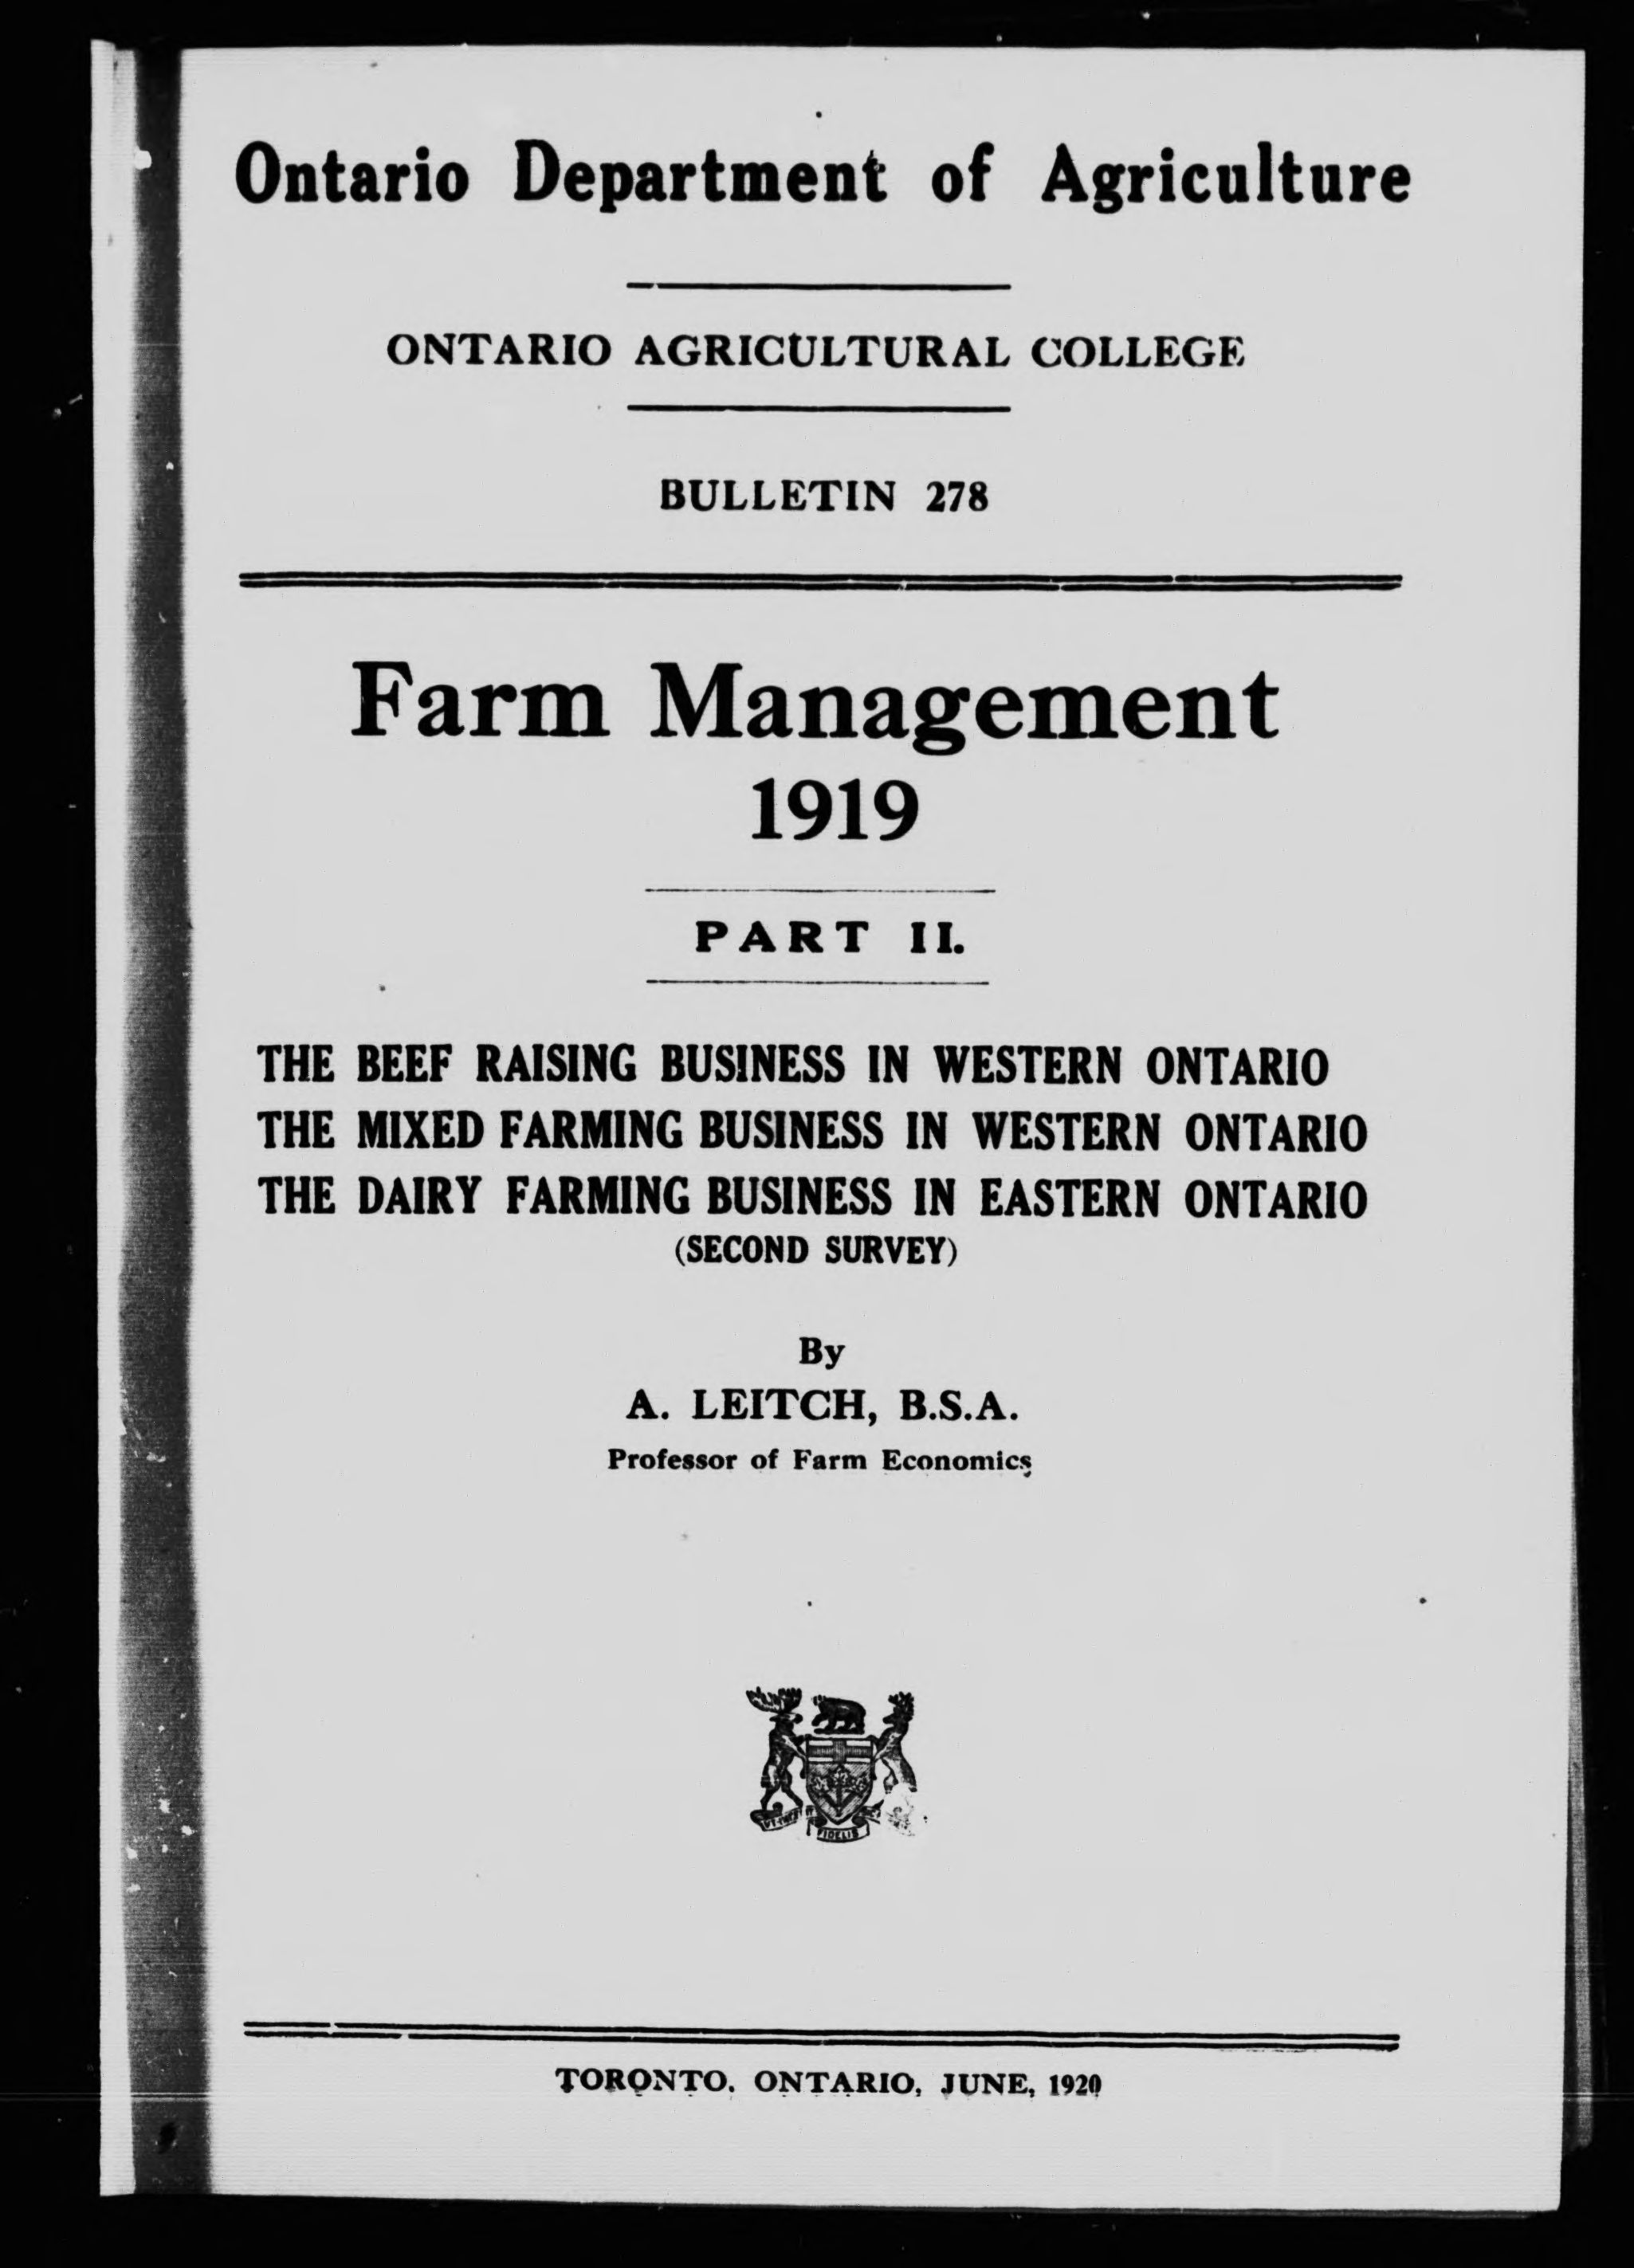 Ontario Department of Agriculture
ONTARIO AGRICULTURAL COLLEGE
BULLETIN 278
Farm Management
1919
PART II.
THE BEEF RAISING BUSINESS IN WESTERN ONTARIO
THE MIXED FARMING BUSINESS IN WESTERN ONTARIO
THE DAIRY FARMING BUSINESS IN EASTERN ONTARIO
(SECOND SURVEY)
By
A. LEITCH, B.S.A.
Professor of Farm Economics
FIDELIS
TORONTO, ONTARIO, JUNE, 1920